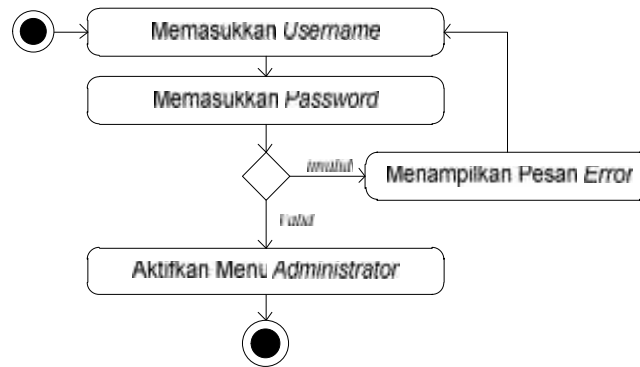 Memasukkan Username
Memasukkan Password
Invalid
Menampilkan Pesan Error
Valid
Aktifkan Menu Administrator